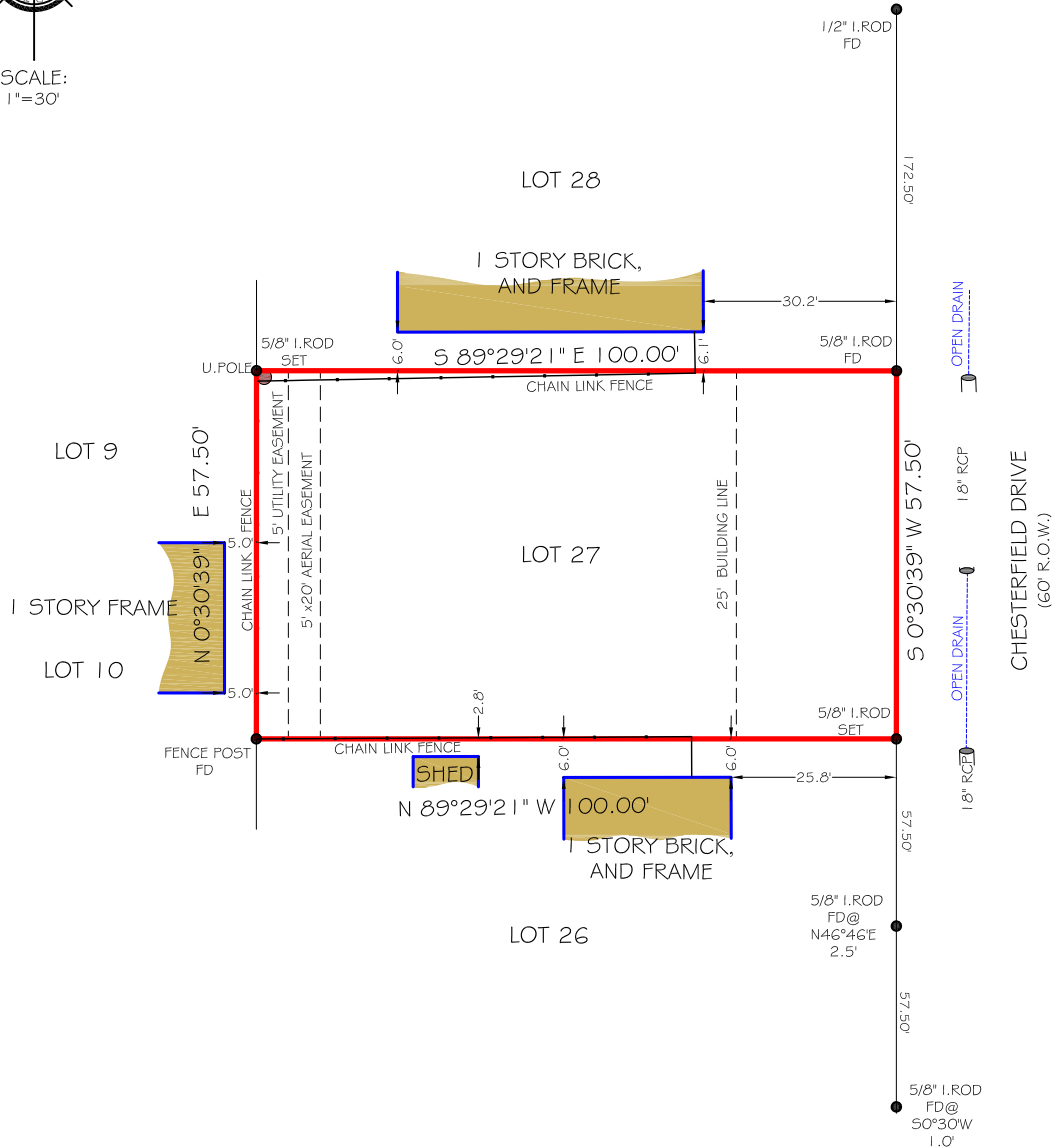 SCALE:
1"=30'
1/2" I.ROD
FD
172.50'
LOT 28
1 STORY BRICK,
AND FRAME
30.2'
OPEN DRAIN
5/8" I.ROD
SET
6.0'
S 89°29'21" E 100.00'
6.1'
5/8" I.ROD
FD
U.POLE
CHAIN LINK FENCE
LOT 9
N 0°30'39" E 57.50'
5' UTILITY EASEMENT
5'x20' AERIAL EASEMENT
CHAIN LINK FENCE
25' BUILDING LINE
S 0°30'39" W 57.50'
18" RCP
CHESTERFIELD DRIVE
(60' R.O.W.)
LOT 27
5.0'
1 STORY FRAME
LOT 10
5.0'
OPEN DRAIN
2.8'
5/8" I.ROD
SET
FENCE POST
FD
CHAIN LINK FENCE
6.0'
6.0'
SHED
25.8'
18" RCP
N 89°29'21" W 100.00'
57.50'
1 STORY BRICK,
AND FRAME
5/8" I.ROD
FD@
N46°46'E
2.5'
LOT 26
57.50'
5/8" I.ROD
FD@
S0°30'W
1.0'